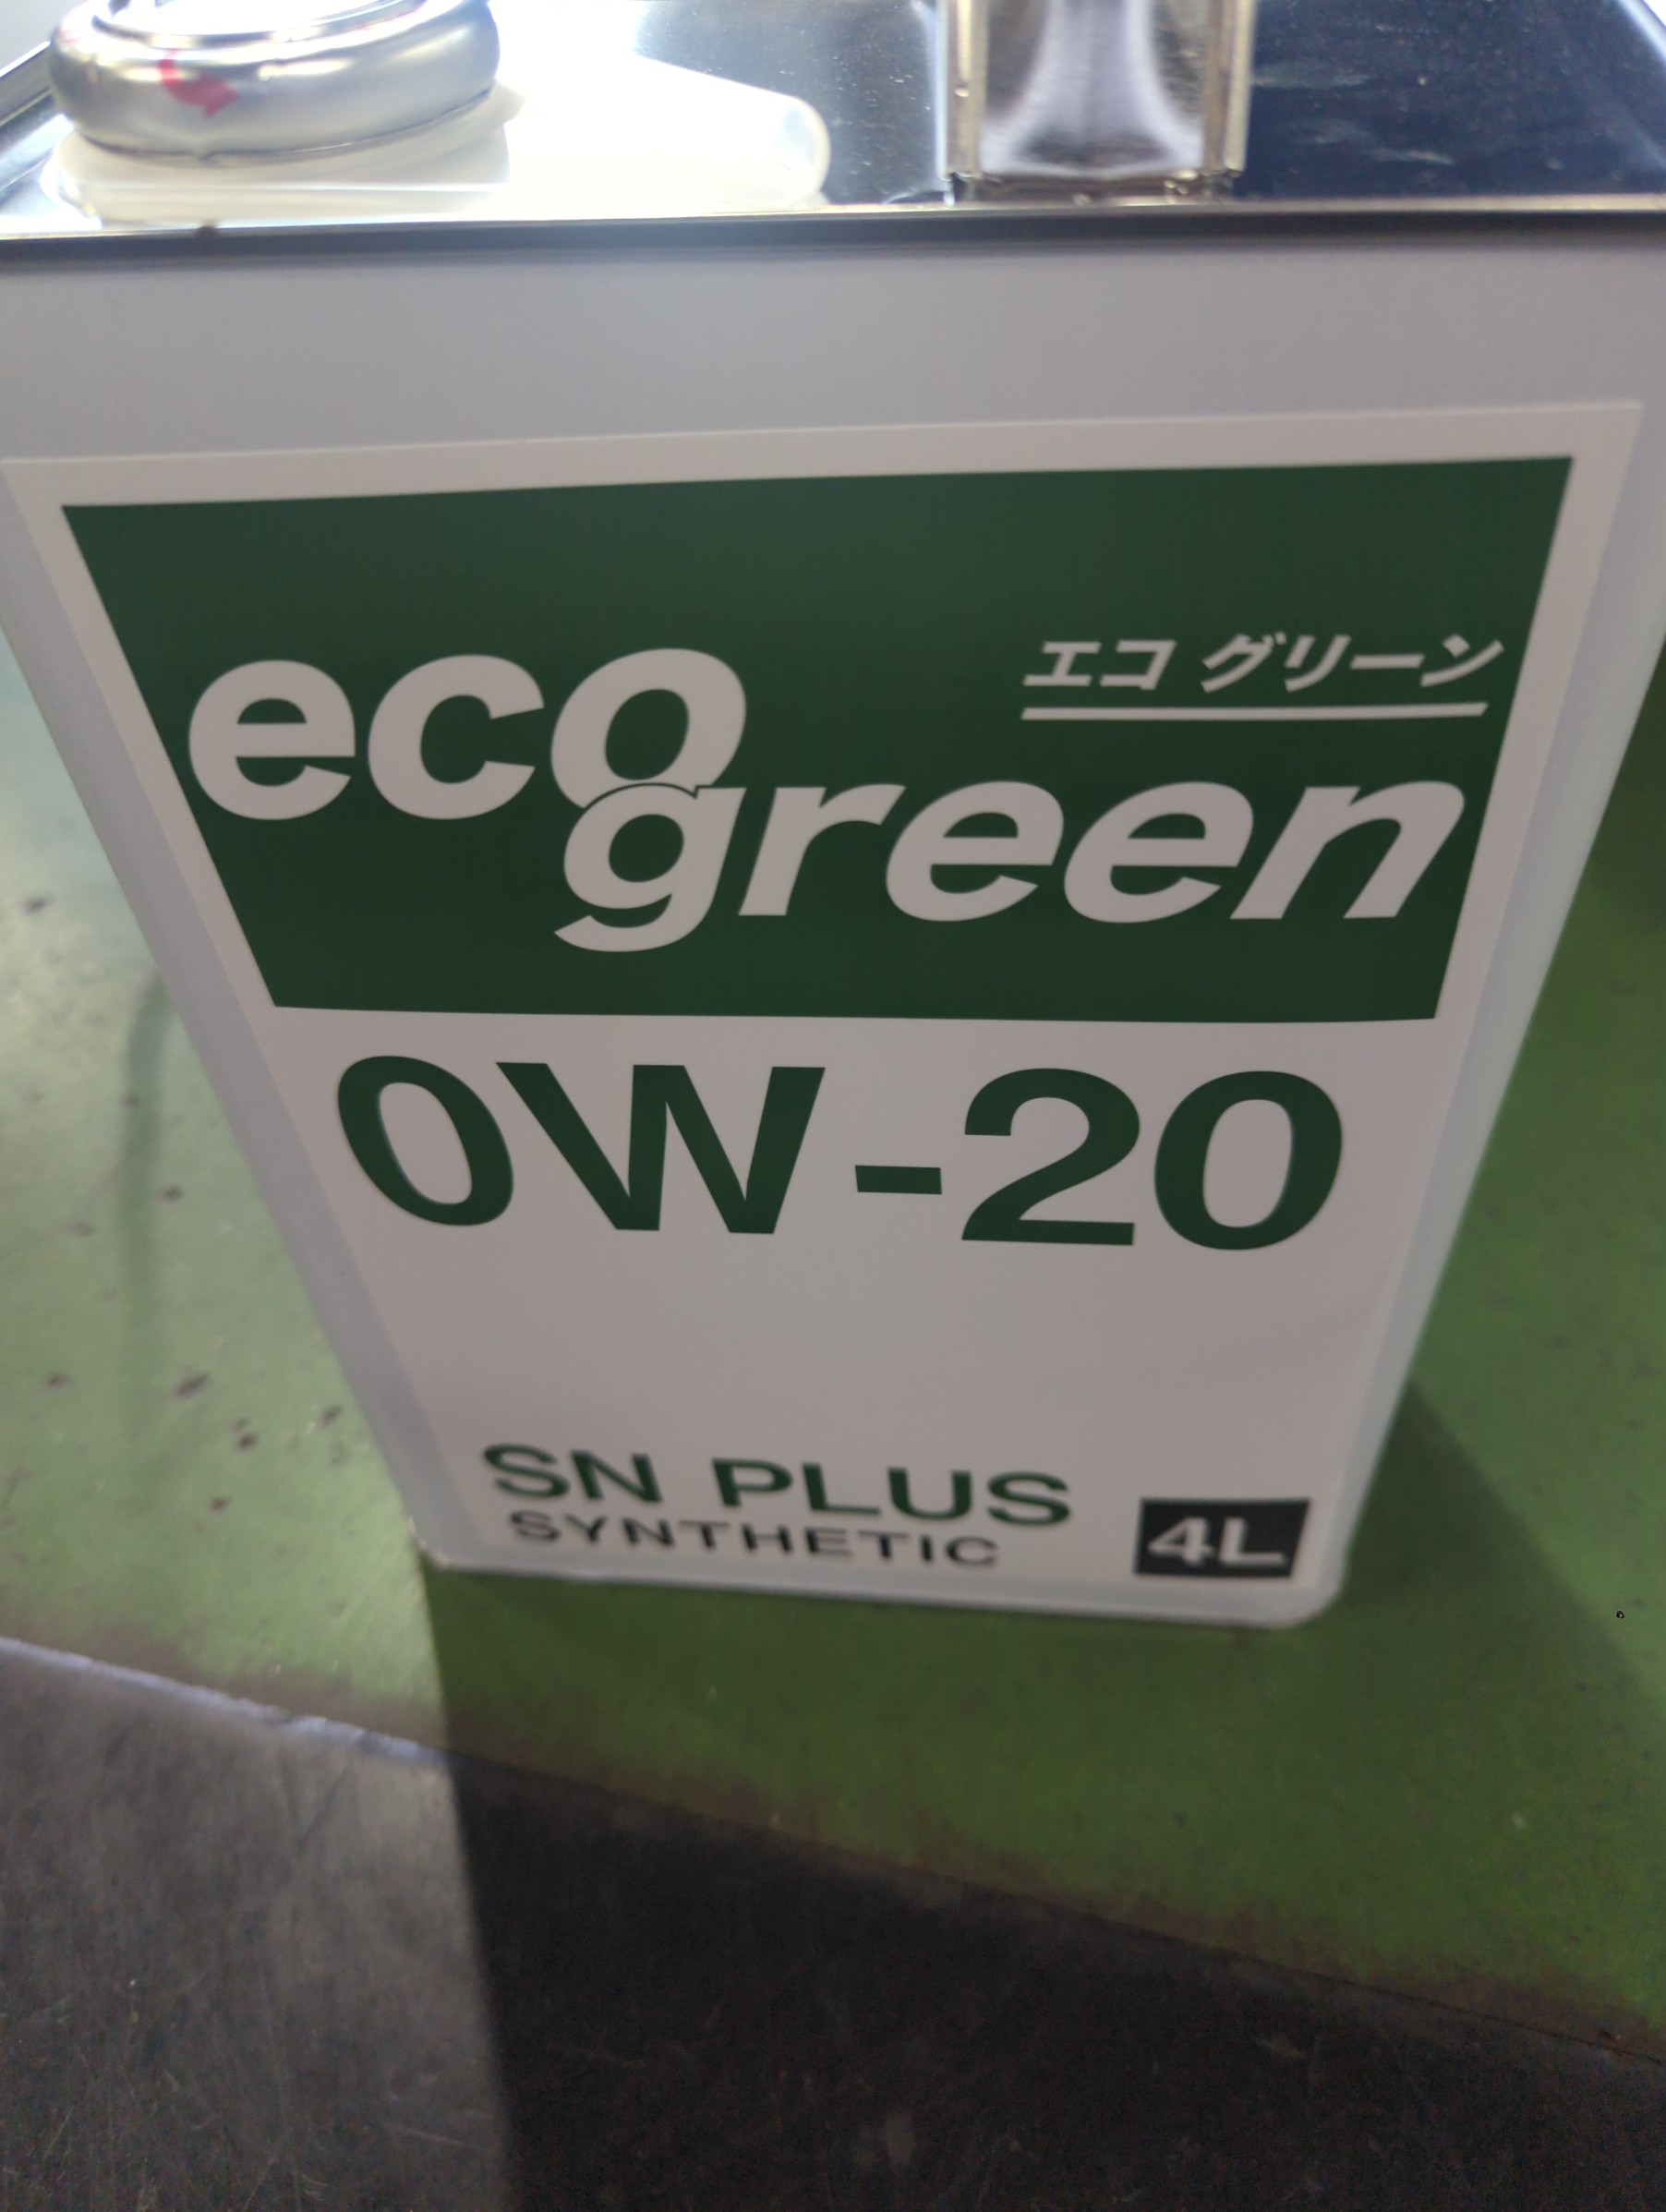 エコ グリーン
eco
green
0W-20
SN PLUS
SYNTHETIC
4L